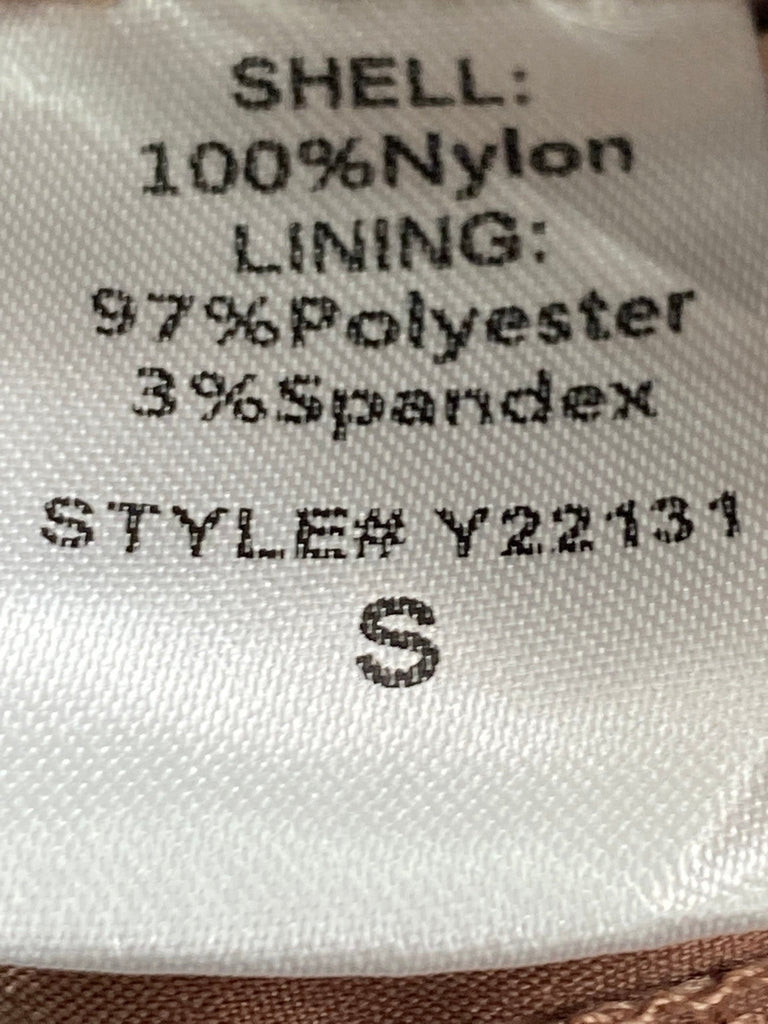 SHELL:
100%Nylon
LINING:
97%Polyester
3%Spandex
STYLE# Y22131
S